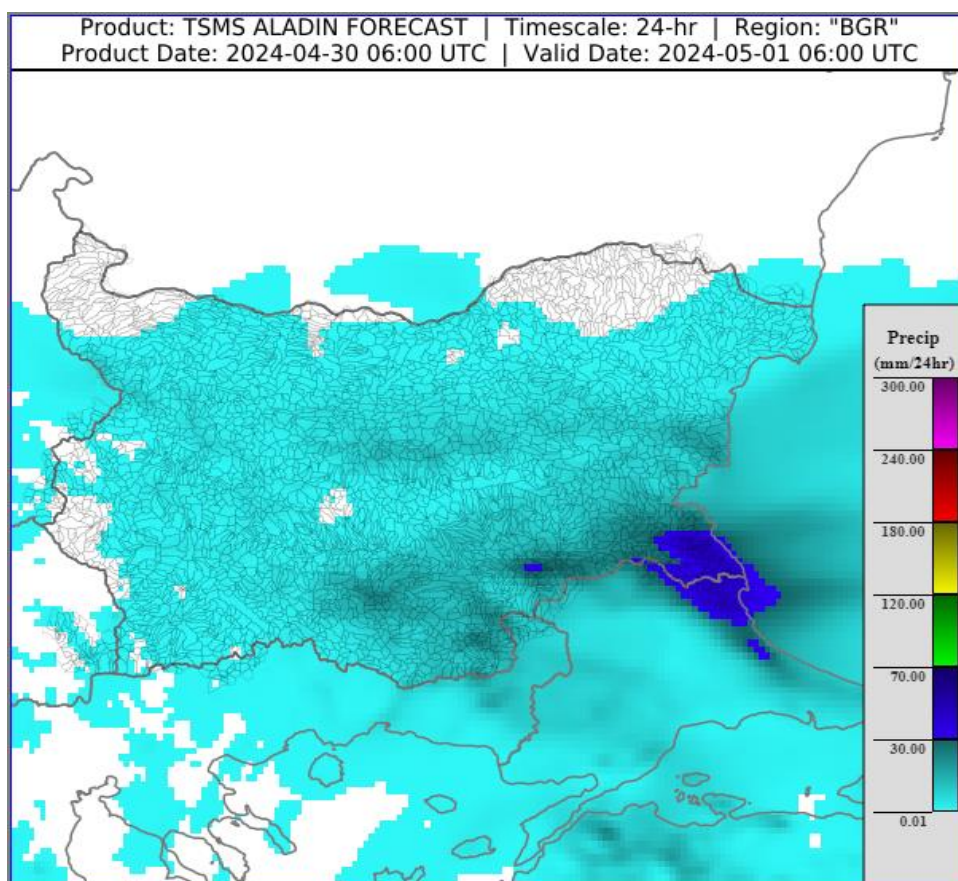 Product: TSMS ALADIN FORECAST | Timescale: 24-hr | Region: "BGR"
Product Date: 2024-04-30 06:00 UTC | Valid Date: 2024-05-01 06:00 UTC
Precip
(mm/24hr)
300.00
240.00
180.00
120.00
70.00
30.00
0.01